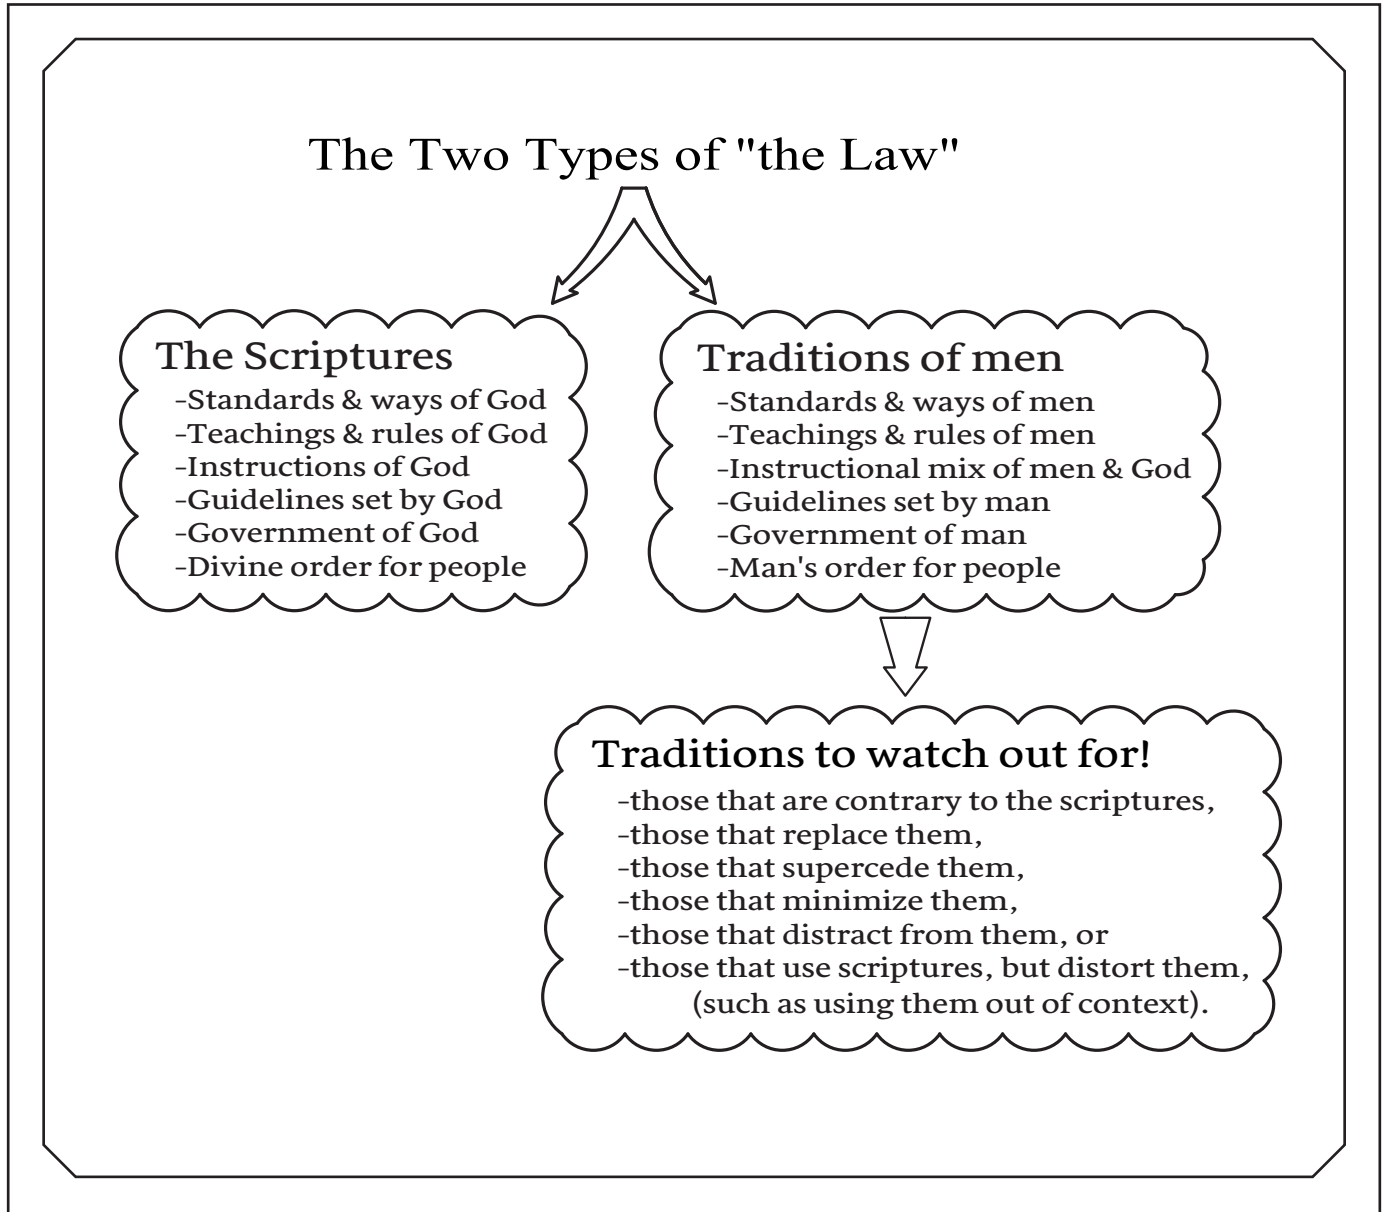 The Two Types of "the Law"
The Scriptures
-Standards & ways of God
-Teachings & rules of God
-Instructions of God
-Guidelines set by God
-Government of God
-Divine order for people
Traditions of men
-Standards & ways of men
-Teachings & rules of men
-Instructional mix of men & God
-Guidelines set by man
-Government of man
-Man's order for people
Traditions to watch out for!
-those that are contrary to the scriptures,
-those that replace them,
-those that supercede them,
-those that minimize them,
-those that distract from them, or
-those that use scriptures, but distort them,
(such as using them out of context).